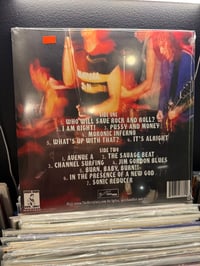 SIDE ONE
1. WHO WILL SAVE ROCK AND ROLL?
2. I AM RIGHT! 3. PUSSY AND MONEY
4. MORONIC INFERNO
5. WHAT'S UP WITH THAT? 6. IT'S ALRIGHT
SIDE TWO
1. AVENUE A 2. THE SAVAGE BEAT
3. CHANNEL SURFING 4. JIM GORDON BLUES
5. BURN, BABY, BURN!!
6. IN THE PRESENCE OF A NEW GOD
7. SONIC REDUCER